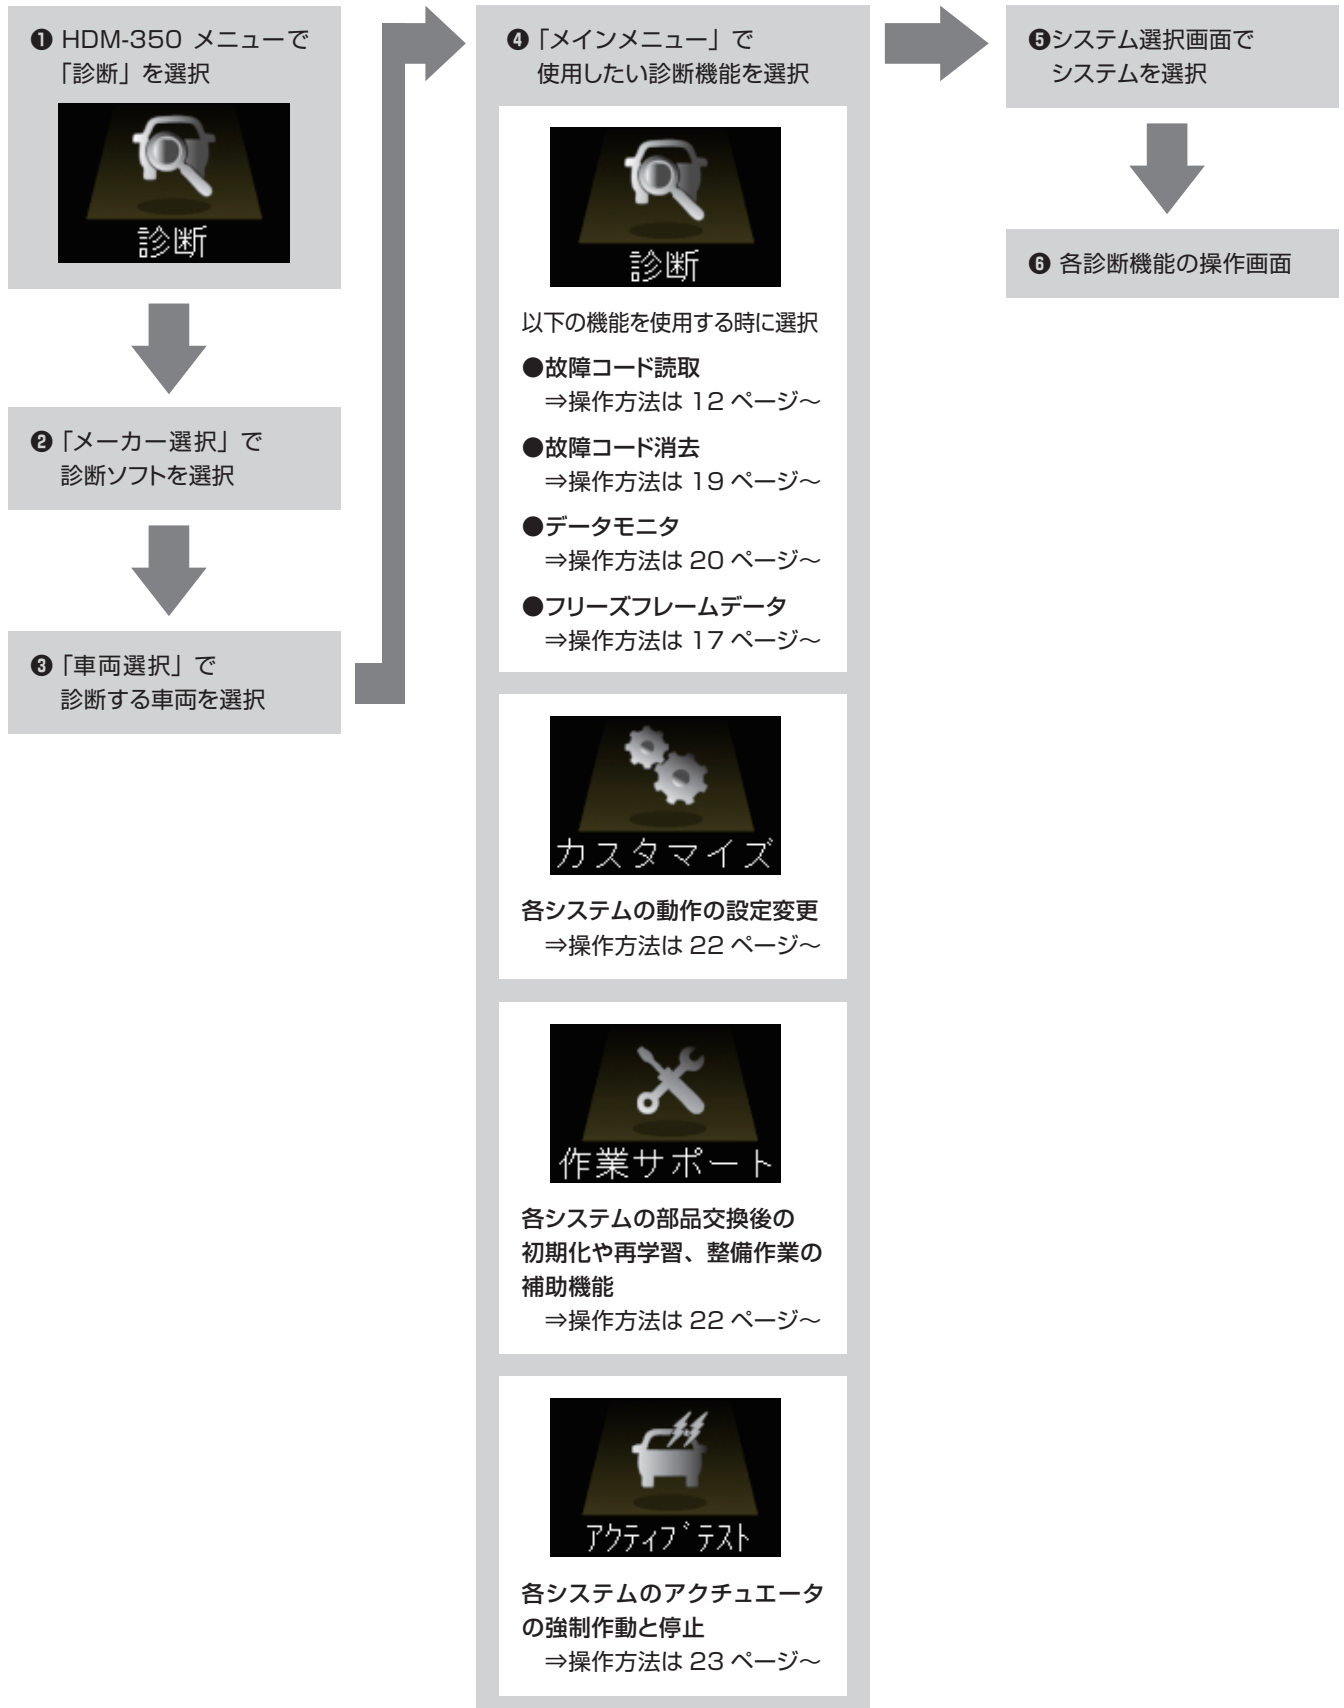 ❶ HDM-350 メニューで
「診断」を選択
診断
❷「メーカー選択」で
診断ソフトを選択
❸「車両選択」で
診断する車両を選択
❹「メインメニュー」で
使用したい診断機能を選択
診断
以下の機能を使用する時に選択
●故障コード読取
⇒操作方法は 12 ページ～
●故障コード消去
⇒操作方法は 19 ページ～
●データモニタ
⇒操作方法は 20 ページ～
●フリーズフレームデータ
⇒操作方法は 17 ページ～
カスタマイズ
各システムの動作の設定変更
⇒操作方法は 22 ページ～
作業サポート
各システムの部品交換後の
初期化や再学習、整備作業の
補助機能
⇒操作方法は 22 ページ～
アクティブテスト
各システムのアクチュエータ
の強制作動と停止
⇒操作方法は 23 ページ～
❺システム選択画面で
システムを選択
❻ 各診断機能の操作画面